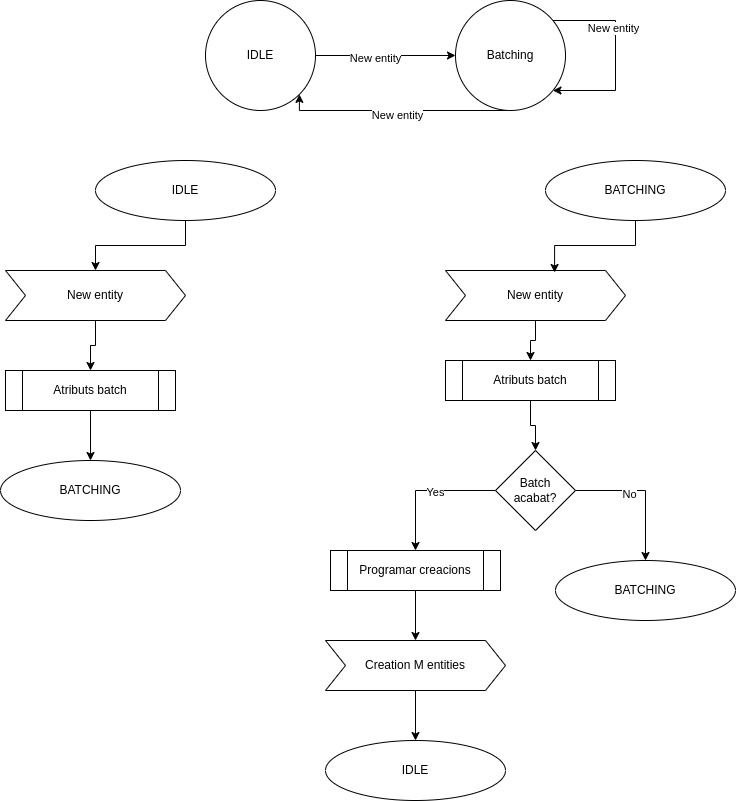 IDLE
New entity
Batching
New entity
New entity
IDLE
BATCHING
New entity
New entity
Atributs batch
Atributs batch
BATCHING
Batch
acabat?
Yes
No
Programar creacions
BATCHING
Creation M entities
IDLE